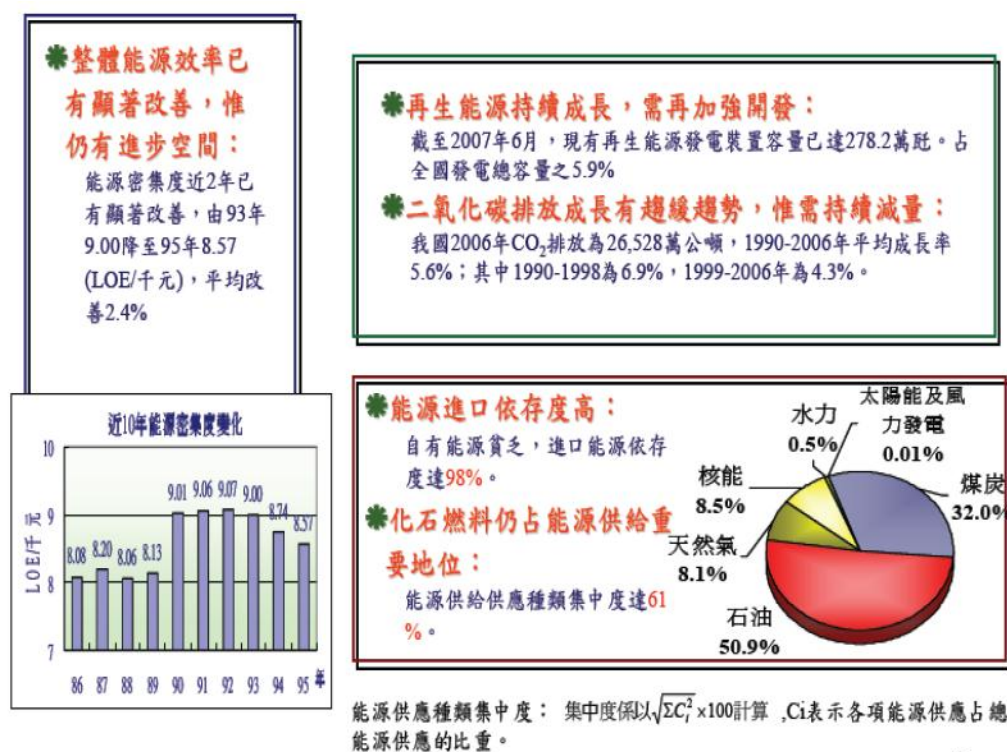 ✽整體能源效率已
有顯著改善，惟
仍有進步空間：
能源密集度近2年已
有顯著改善，由93年
9.00降至95年8.57
(LOE/千元)，平均改
善2.4%
✽再生能源持續成長，需再加強開發：
截至2007年6月，現有再生能源發電裝置容量已達278.2萬瓩。占
全國發電總容量之5.9%
✽二氧化碳排放成長有趨緩趨勢，惟需持續減量：
我國2006年CO₂排放為26,528萬公噸，1990-2006年平均成長率
5.6%；其中1990-1998為6.9%，1999-2006年為4.3%。
近10年能源密集度變化
LOE/千元
10
9
8
7
8.08
8.20
8.06
8.13
9.01
9.06
9.07
9.00
8.74
8.57
86 87 88 89 90 91 92 93 94 95 年
✽能源進口依存度高：
自有能源貧乏，進口能源依存
度達98%。
✽化石燃料仍占能源供給重
要地位：
能源供給供應種類集中度達61
%。
太陽能及風
力發電
0.01%
水力
0.5%
核能
8.5%
天然氣
8.1%
石油
50.9%
煤炭
32.0%
能源供應種類集中度： 集中度係以√ΣCᵢ²×100計算 ,Ci表示各項能源供應占總
能源供應的比重。